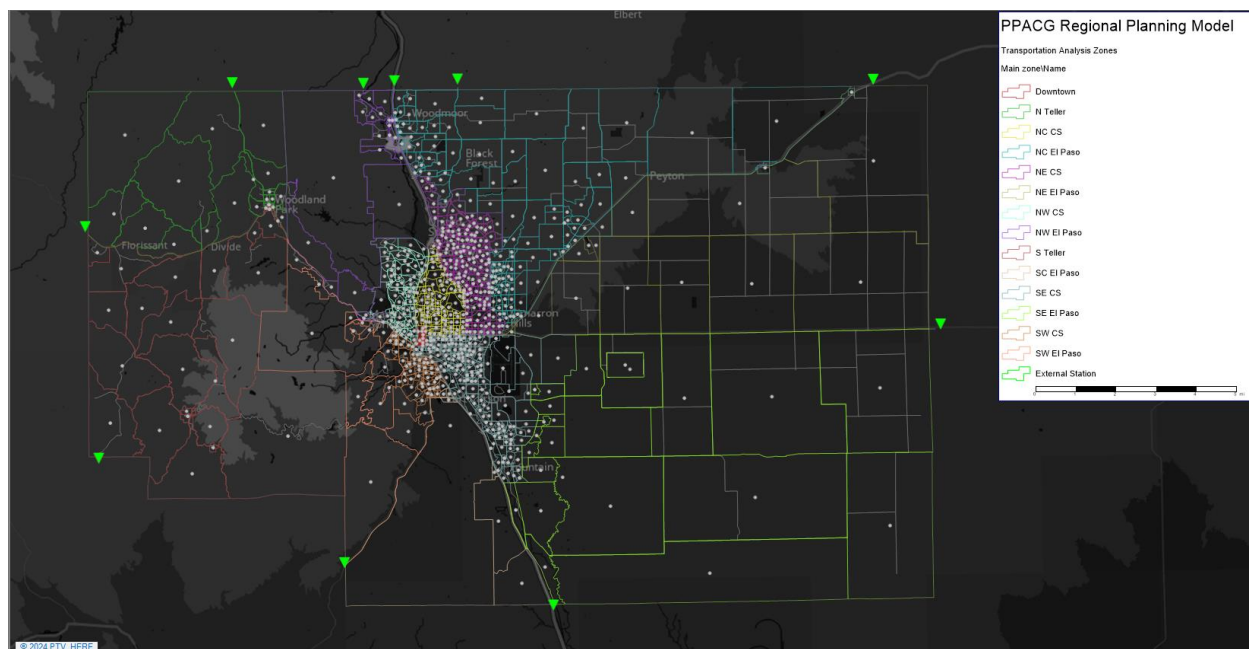 Elbert
PPACG Regional Planning Model
Transportation Analysis Zones
Main zone\Name
Downtown
N Teller
NC CS
NC El Paso
NE CS
NE El Paso
NW CS
NW El Paso
S Teller
SC El Paso
SE CS
SE El Paso
SW CS
SW El Paso
External Station
Woodmoor
Black
Forest
Peyton
Woodland
Park
Florissant
Divide
© 2024 PTV, HERE